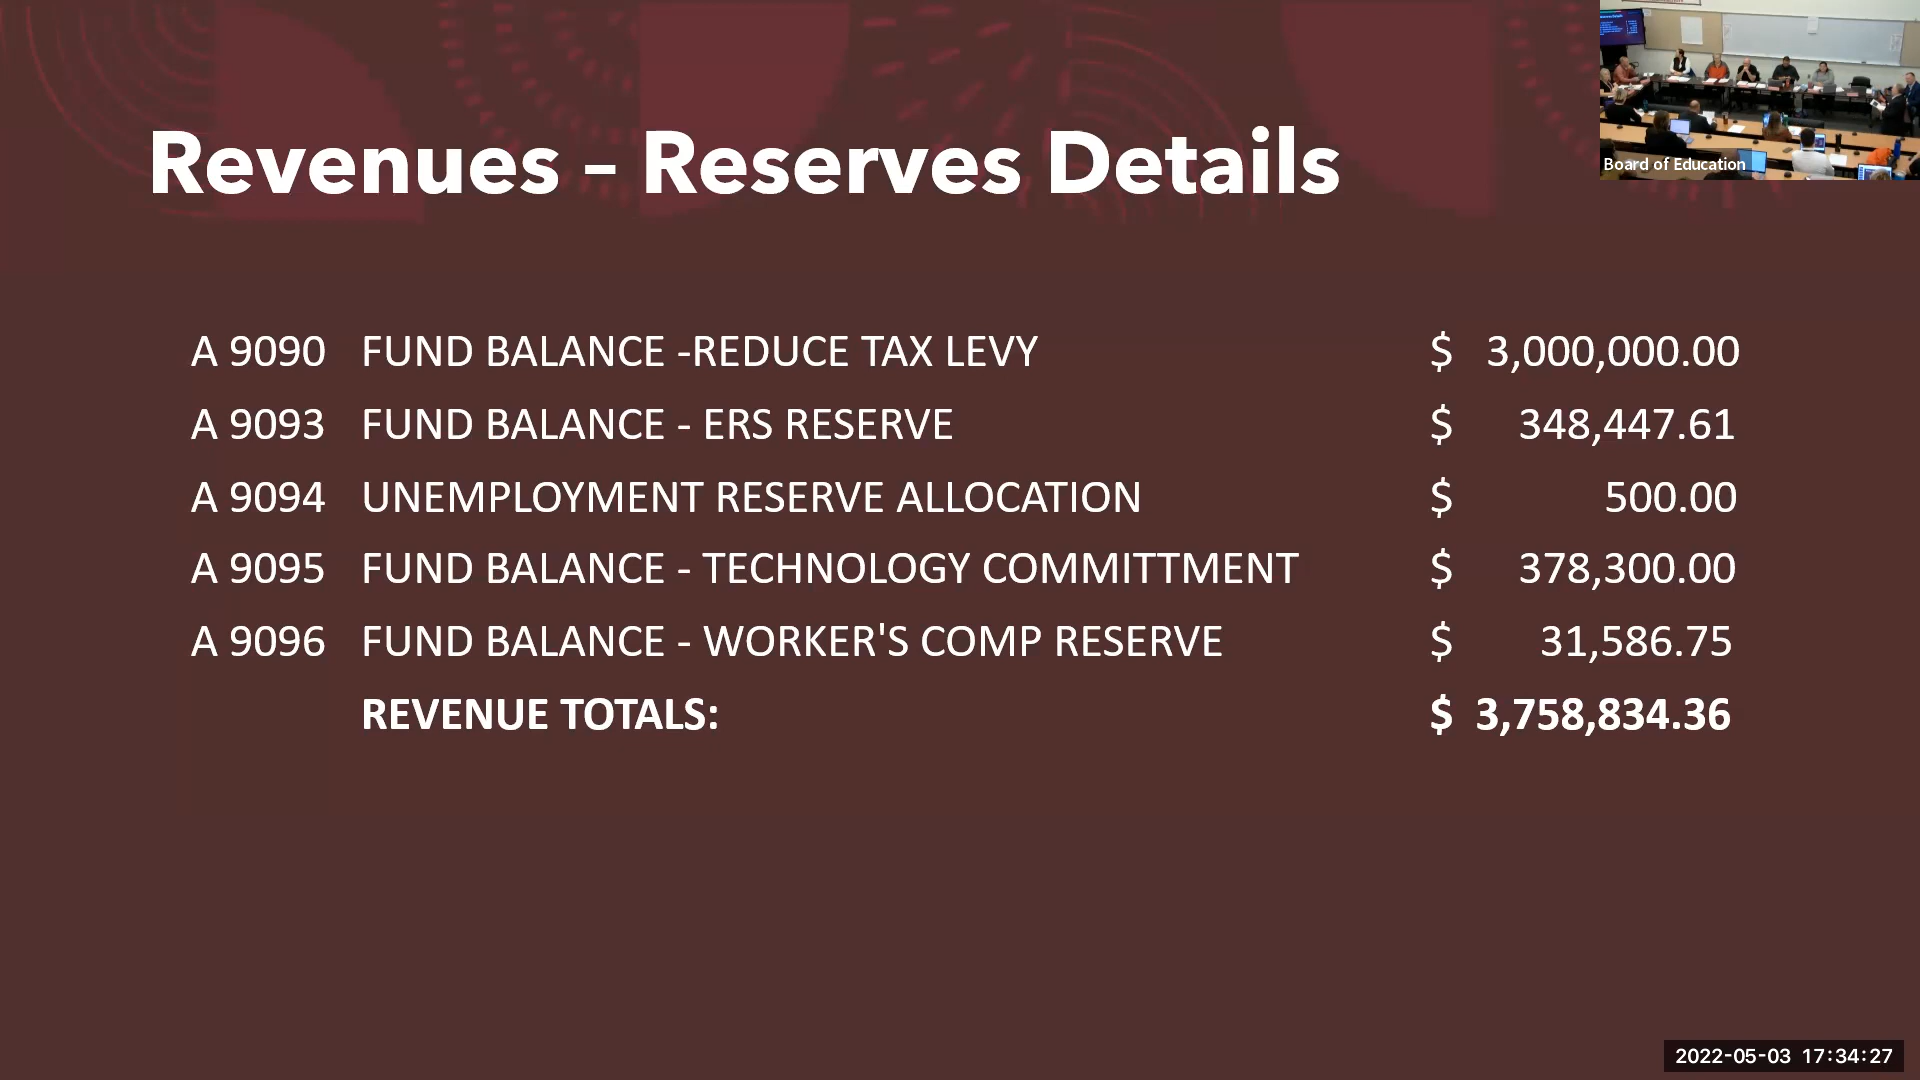 Revenues – Reserves Details
Board of Education
A 9090 FUND BALANCE -REDUCE TAX LEVY $ 3,000,000.00
A 9093 FUND BALANCE - ERS RESERVE $ 348,447.61
A 9094 UNEMPLOYMENT RESERVE ALLOCATION $ 500.00
A 9095 FUND BALANCE - TECHNOLOGY COMMITTMENT $ 378,300.00
A 9096 FUND BALANCE - WORKER'S COMP RESERVE $ 31,586.75
REVENUE TOTALS: $ 3,758,834.36
2022-05-03 17:34:27